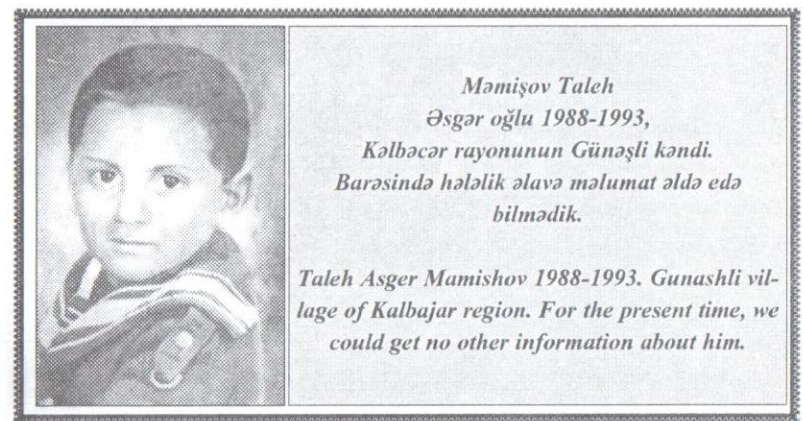 Məmişov Taleh
Əsgər oğlu 1988-1993,
Kəlbəcər rayonunun Günəşli kəndi.
Barəsində hələlik əlavə məlumat əldə edə
bilmədik.
Taleh Asger Mamishov 1988-1993. Gunashli vil-
lage of Kalbajar region. For the present time, we
could get no other information about him.